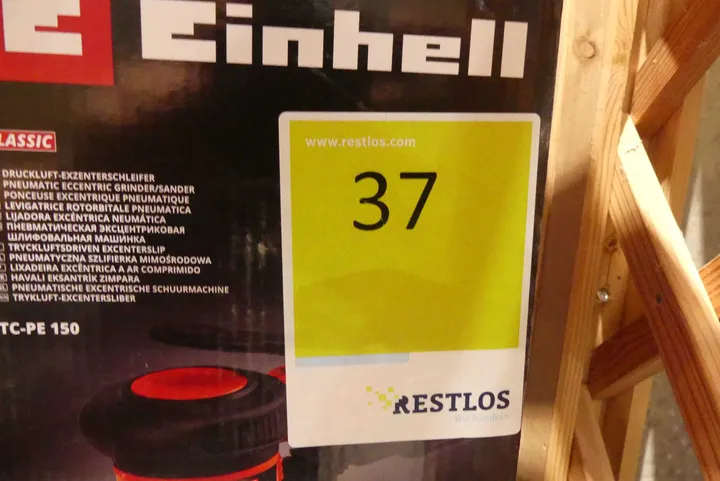 Einhell
LASSIC
www.restlos.com
37
DRUCKLUFT-EXZENTERSCHLEIFER
PNEUMATIC ECCENTRIC GRINDER/SANDER
PONCEUSE EXCENTRIQUE PNEUMATIQUE
LEVIGATRICE ROTORBITALE PNEUMATICA
LIJADORA EXCÉNTRICA NEUMÁTICA
ПНЕВМАТИЧЕСКАЯ ЭКСЦЕНТРИКОВАЯ
ШЛИФОВАЛЬНАЯ МАШИНКА
TRYCKLUFTSDRIVEN EXCENTERSLIP
PNEUMATYCZNA SZLIFIERKA MIMOŚRODOWA
LIXADEIRA EXCÊNTRICA A AR COMPRIMIDO
HAVALI EKSANTRİK ZIMPARA
PNEUMATISCHE EXCENTRISCHE SCHUURMACHINE
TRYKLUFT-EXCENTERSLIBER
TC-PE 150
RESTLOS